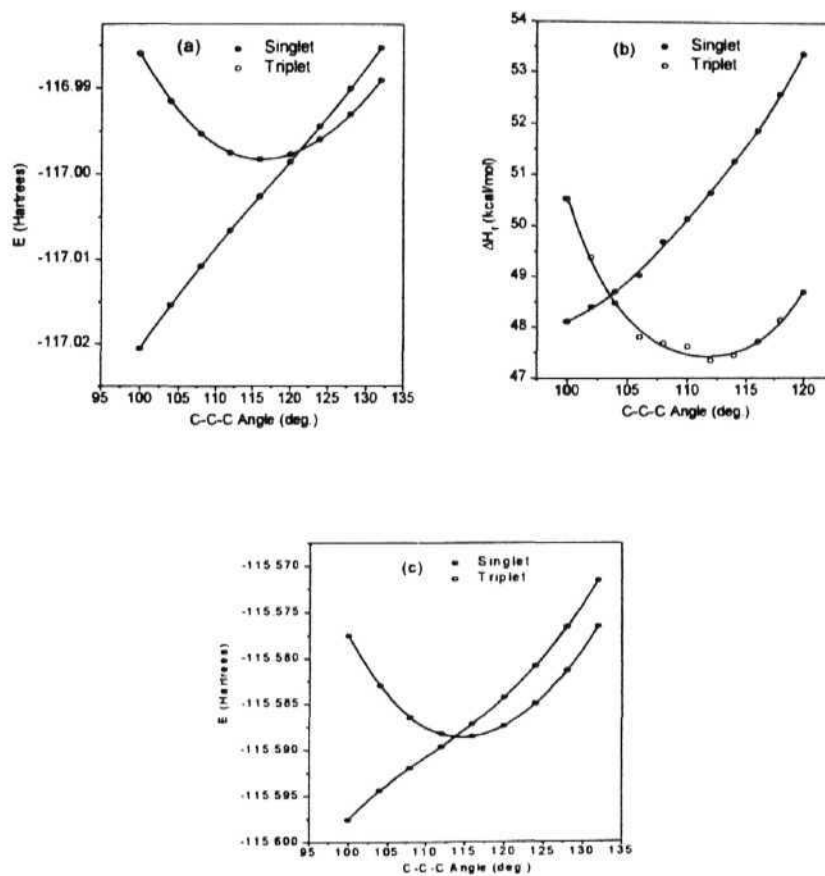 (a)
Singlet
Triplet
-116.99
-117.00
-117.01
-117.02
E (Hartrees)
95 100 105 110 115 120 125 130 135
C-C-C Angle (deg.)
(b)
Singlet
Triplet
54
53
52
51
50
49
48
47
ΔHf (kcal/mol)
100 105 110 115 120
C-C-C Angle (deg.)
(c)
Singlet
Triplet
-115.570
-115.575
-115.580
-115.585
-115.590
-115.595
-115.600
E (Hartrees)
95 100 105 110 115 120 125 130 135
C-C-C Angle (deg.)